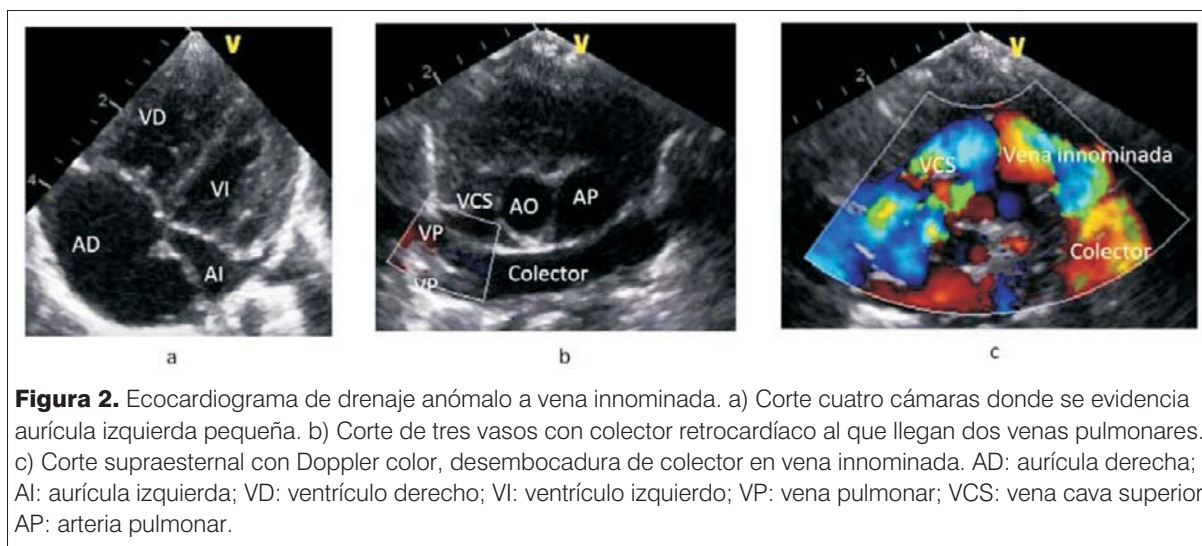 V
2
4
VD
VI
AD
AI
a
V
2
VCS
AO
AP
VP
VP
Colector
b
V
2
VCS
Vena innominada
Colector
c
Figura 2. Ecocardiograma de drenaje anómalo a vena innominada. a) Corte cuatro cámaras donde se evidencia
aurícula izquierda pequeña. b) Corte de tres vasos con colector retrocardíaco al que llegan dos venas pulmonares.
c) Corte supraesternal con Doppler color, desembocadura de colector en vena innominada. AD: aurícula derecha;
AI: aurícula izquierda; VD: ventrículo derecho; VI: ventrículo izquierdo; VP: vena pulmonar; VCS: vena cava superior
AP: arteria pulmonar.